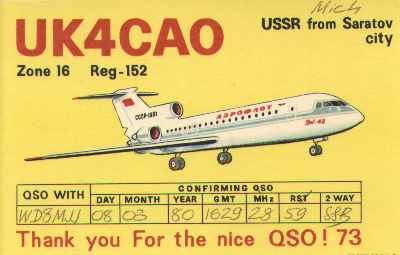 Mich
UK4CAO
USSR from Saratov
city
Zone 16 Reg-152
АЭРОФЛОТ
СССР-1981
Як-42
QSO WITH CONFIRMING QSO
DAY MONTH YEAR GMT MHz RST 2 WAY
WD8MJJ 08 03 80 1629 28 59 SSB
Thank you For the nice QSO! 73